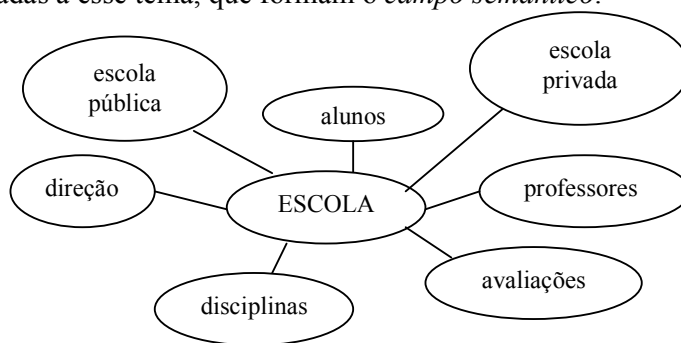 adas a esse tema, que formam o campo semântico.
escola
pública
alunos
escola
privada
direção
ESCOLA
professores
disciplinas
avaliações